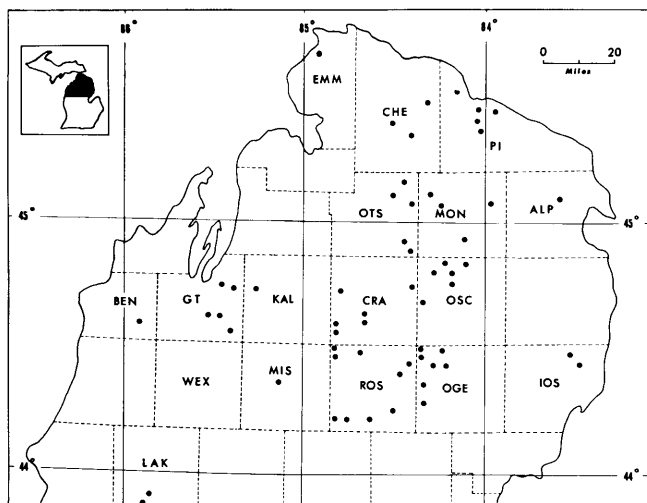 86°
85°
84°
0 20
Miles
EMM
CHE
PI
45°
45°
OTS
MON
ALP
BEN
GT
KAL
CRA
OSC
WEX
MIS
ROS
OGE
IOS
44°
44°
LAK